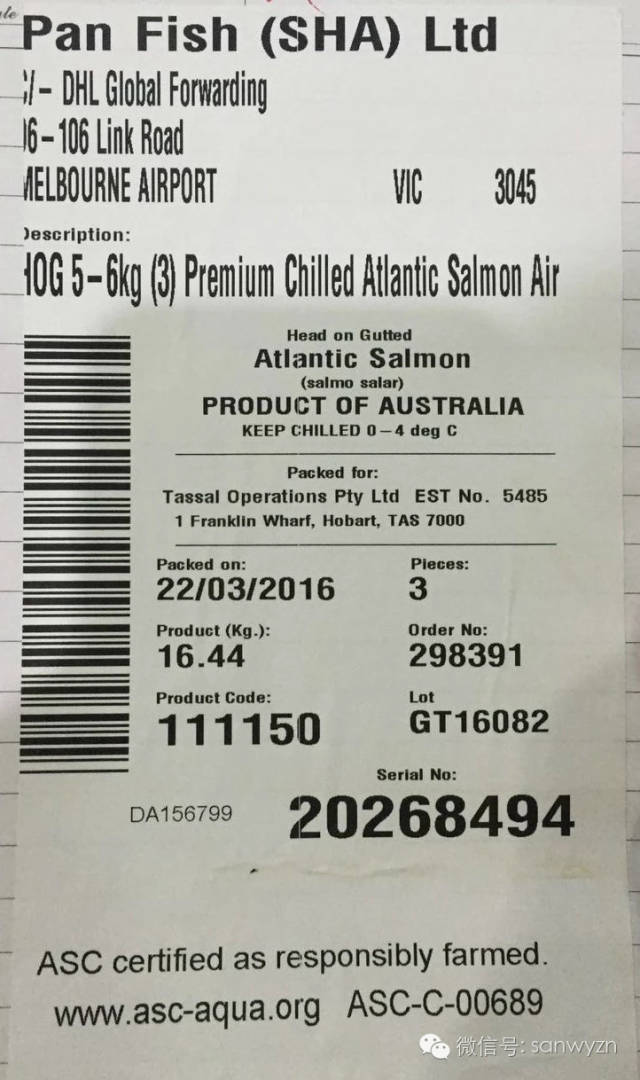 Pan Fish (SHA) Ltd
/- DHL Global Forwarding
6-106 Link Road
MELBOURNE AIRPORT VIC 3045
Description:
HOG 5-6kg (3) Premium Chilled Atlantic Salmon Air
Head on Gutted
Atlantic Salmon
(salmo salar)
PRODUCT OF AUSTRALIA
KEEP CHILLED 0-4 deg C
Packed for:
Tassal Operations Pty Ltd EST No. 5485
1 Franklin Wharf, Hobart, TAS 7000
Packed on: Pieces:
22/03/2016 3
Product (Kg.): Order No:
16.44 298391
Product Code: Lot
111150 GT16082
Serial No:
DA156799 20268494
ASC certified as responsibly farmed.
www.asc-aqua.org ASC-C-00689
微信号: sanwyzn